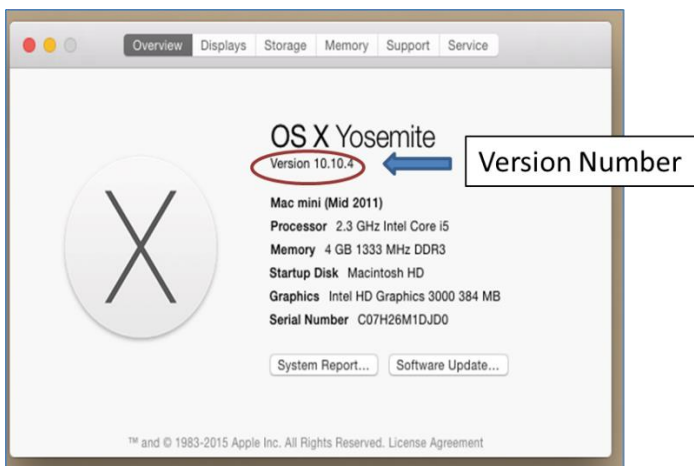 Overview Displays Storage Memory Support Service
OS X Yosemite
Version 10.10.4
Version Number
Mac mini (Mid 2011)
Processor 2.3 GHz Intel Core i5
Memory 4 GB 1333 MHz DDR3
Startup Disk Macintosh HD
Graphics Intel HD Graphics 3000 384 MB
Serial Number C07H26M1DJD0
System Report... Software Update...
™ and © 1983-2015 Apple Inc. All Rights Reserved. License Agreement